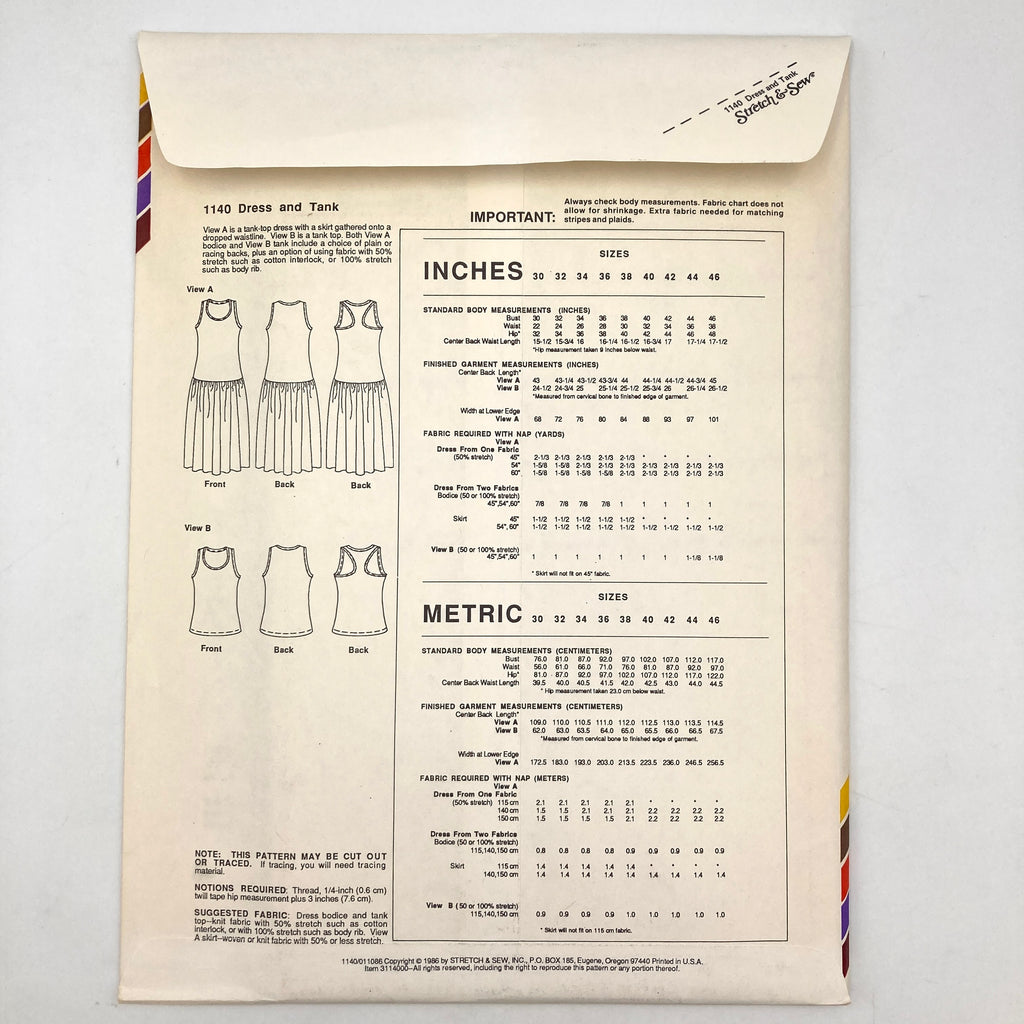 1140 Dress and Tank
Stretch & Sew®
1140 Dress and Tank
View A is a tank-top dress with a skirt gathered onto a
dropped waistline. View B is a tank top. Both View A
bodice and View B tank include a choice of plain or
racing backs, plus an option of using fabric with 50%
stretch such as cotton interlock, or 100% stretch
such as body rib.
View A
Front Back Back
View B
Front Back Back
NOTE: THIS PATTERN MAY BE CUT OUT
OR TRACED. If tracing, you will need tracing
material.
NOTIONS REQUIRED: Thread, 1/4-inch (0.6 cm)
twill tape hip measurement plus 3 inches (7.6 cm).
SUGGESTED FABRIC: Dress bodice and tank
top--knit fabric with 50% stretch such as cotton
interlock, or with 100% stretch such as body rib. View
A skirt--woven or knit fabric with 50% or less stretch.
IMPORTANT: Always check body measurements. Fabric chart does not
allow for shrinkage. Extra fabric needed for matching
stripes and plaids.
SIZES
INCHES 30 32 34 36 38 40 42 44 46
STANDARD BODY MEASUREMENTS (INCHES)
Bust 30 32 34 36 38 40 42 44 46
Waist 22 24 26 28 30 32 34 36 38
Hip* 32 34 36 38 40 42 44 46 48
Center Back Waist Length 15-1/2 15-3/4 16 16-1/4 16-1/2 16-3/4 17 17-1/4 17-1/2
*Hip measurement taken 9 inches below waist.
FINISHED GARMENT MEASUREMENTS (INCHES)
Center Back Length*
View A 43 43-1/4 43-1/2 43-3/4 44 44-1/4 44-1/2 44-3/4 45
View B 24-1/2 24-3/4 25 25-1/4 25-1/2 25-3/4 26 26-1/4 26-1/2
*Measured from cervical bone to finished edge of garment.
Width at Lower Edge
View A 68 72 76 80 84 88 93 97 101
FABRIC REQUIRED WITH NAP (YARDS)
View A
Dress From One Fabric
(50% stretch) 45" 2-1/3 2-1/3 2-1/3 2-1/3 2-1/3 * * * *
54" 1-5/8 1-5/8 2-1/3 2-1/3 2-1/3 2-1/3 2-1/3 2-1/3 2-1/3
60" 1-5/8 1-5/8 1-5/8 1-5/8 2-1/3 2-1/3 2-1/3 2-1/3 2-1/3
Dress From Two Fabrics
Bodice (50 or 100% stretch)
45",54",60" 7/8 7/8 7/8 7/8 1 1 1 1 1
Skirt 45" 1-1/2 1-1/2 1-1/2 1-1/2 1-1/2 * * * *
54", 60" 1-1/2 1-1/2 1-1/2 1-1/2 1-1/2 1-1/2 1-1/2 1-1/2 1-1/2
View B (50 or 100% stretch)
45",54",60" 1 1 1 1 1 1 1 1-1/8 1-1/8
* Skirt will not fit on 45" fabric.
SIZES
METRIC 30 32 34 36 38 40 42 44 46
STANDARD BODY MEASUREMENTS (CENTIMETERS)
Bust 76.0 81.0 87.0 92.0 97.0 102.0 107.0 112.0 117.0
Waist 56.0 61.0 66.0 71.0 76.0 81.0 87.0 92.0 97.0
Hip* 81.0 87.0 92.0 97.0 102.0 107.0 112.0 117.0 122.0
Center Back Waist Length 39.5 40.0 40.5 41.5 42.0 42.5 43.0 44.0 44.5
* Hip measurement taken 23.0 cm below waist.
FINISHED GARMENT MEASUREMENTS (CENTIMETERS)
Center Back Length*
View A 109.0 110.0 110.5 111.0 112.0 112.5 113.0 113.5 114.5
View B 62.0 63.0 63.5 64.0 65.0 65.5 66.0 66.5 67.5
*Measured from cervical bone to finished edge of garment.
Width at Lower Edge
View A 172.5 183.0 193.0 203.0 213.5 223.5 236.0 246.5 256.5
FABRIC REQUIRED WITH NAP (METERS)
View A
Dress From One Fabric
(50% stretch) 115 cm 2.1 2.1 2.1 2.1 2.1 * * * *
140 cm 1.5 1.5 2.1 2.1 2.1 2.2 2.2 2.2 2.2
150 cm 1.5 1.5 1.5 1.5 2.1 2.2 2.2 2.2 2.2
Dress From Two Fabrics
Bodice (50 or 100% stretch)
115,140,150 cm 0.8 0.8 0.8 0.8 0.9 0.9 0.9 0.9 0.9
Skirt 115 cm 1.4 1.4 1.4 1.4 1.4 * * * *
140,150 cm 1.4 1.4 1.4 1.4 1.4 1.4 1.4 1.4 1.4
View B (50 or 100% stretch)
115,140,150 cm 0.9 0.9 0.9 0.9 1.0 1.0 1.0 1.0 1.0
* Skirt will not fit on 115 cm fabric.
1140/011086 Copyright © 1986 by STRETCH & SEW, INC., P.O. BOX 185, Eugene, Oregon 97440 Printed in U.S.A.
Item 3114000--All rights reserved, including the right to reproduce this pattern or any portion thereof.